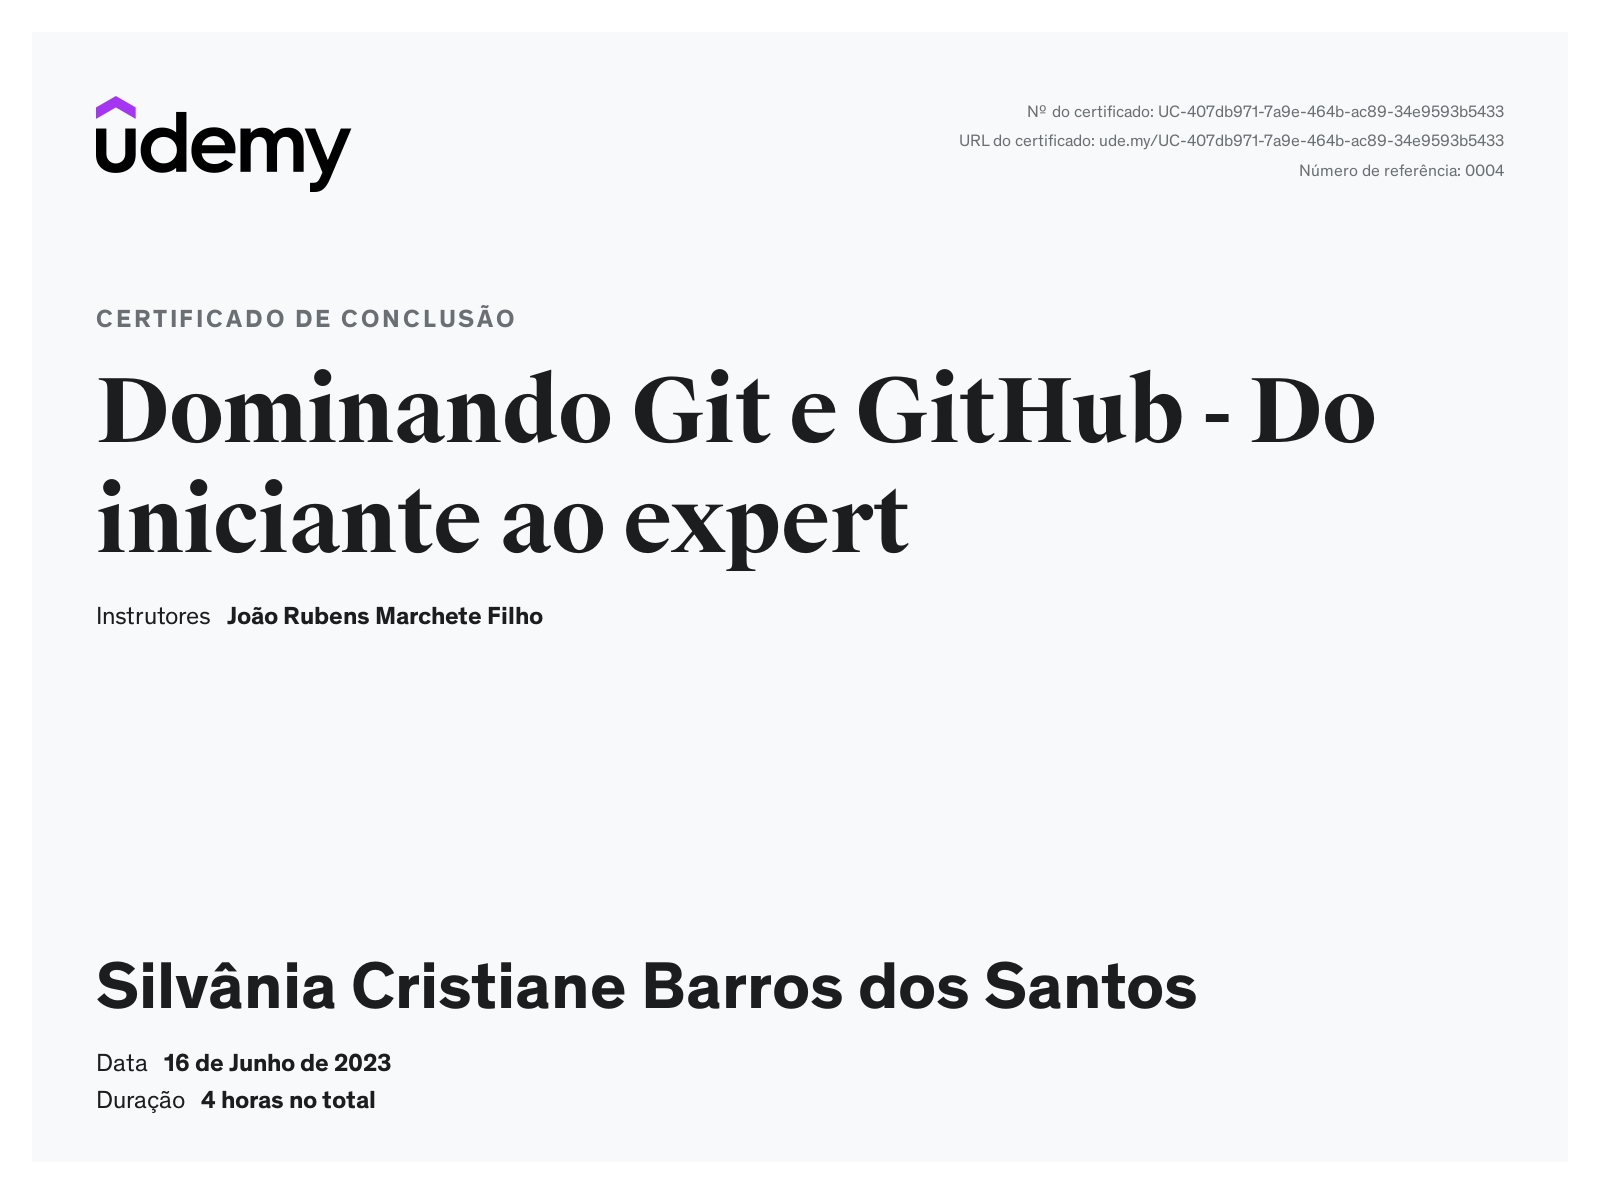 udemy
Nº do certificado: UC-407db971-7a9e-464b-ac89-34e9593b5433
URL do certificado: ude.my/UC-407db971-7a9e-464b-ac89-34e9593b5433
Número de referência: 0004
CERTIFICADO DE CONCLUSÃO
Dominando Git e GitHub - Do
iniciante ao expert
Instrutores João Rubens Marchete Filho
Silvânia Cristiane Barros dos Santos
Data 16 de Junho de 2023
Duração 4 horas no total